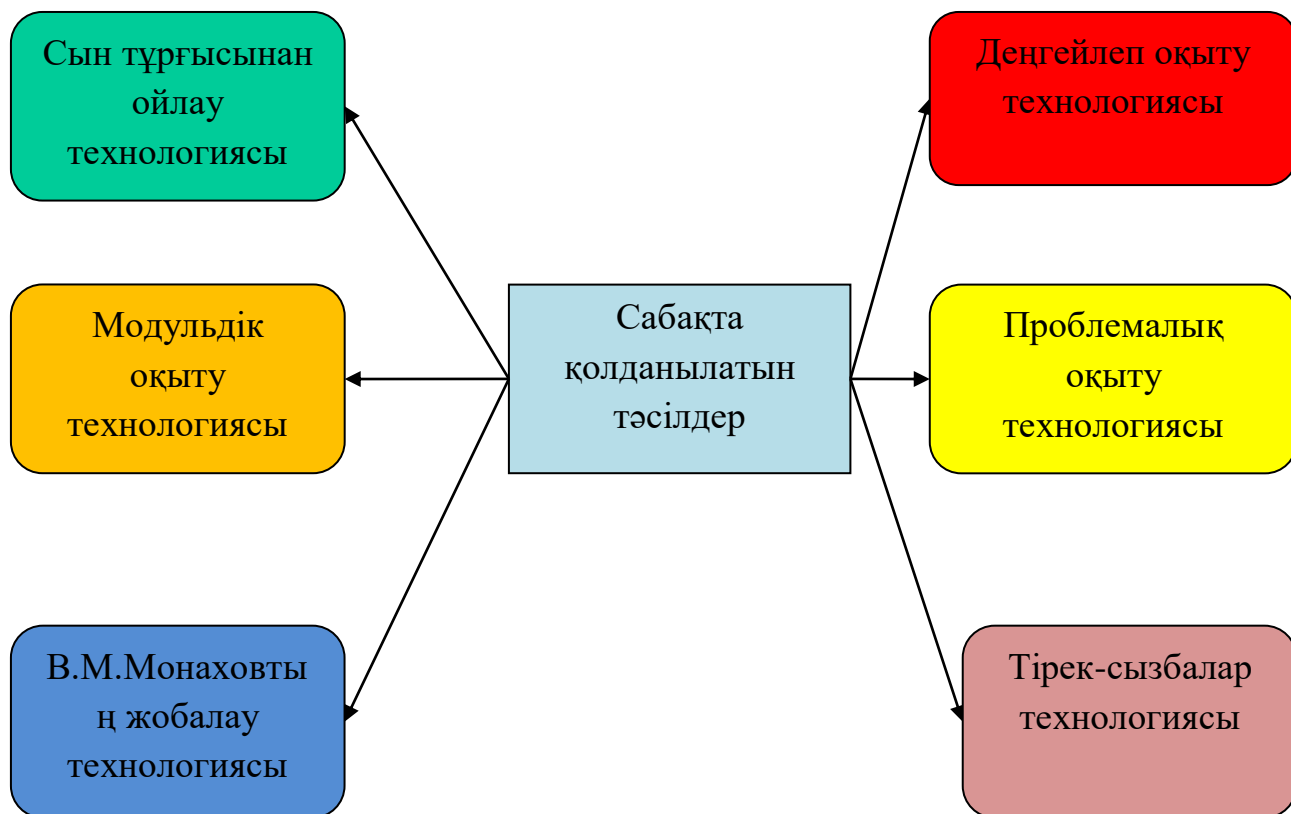 Сын тұрғысынан
ойлау
технологиясы
Деңгейлеп оқыту
технологиясы
Модульдік
оқыту
технологиясы
Сабақта
қолданылатын
тәсілдер
Проблемалық
оқыту
технологиясы
В.М.Монаховты
ң жобалау
технологиясы
Тірек-сызбалар
технологиясы